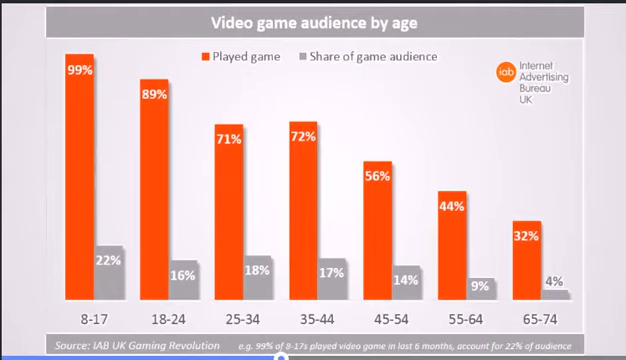 Video game audience by age
Played game
Share of game audience
iab
Internet
Advertising
Bureau
UK
99%
22%
89%
16%
71%
18%
72%
17%
56%
14%
44%
9%
32%
4%
8-17
18-24
25-34
35-44
45-54
55-64
65-74
Source: IAB UK Gaming Revolution
e.g. 99% of 8-17s played video game in last 6 months, account for 22% of audience